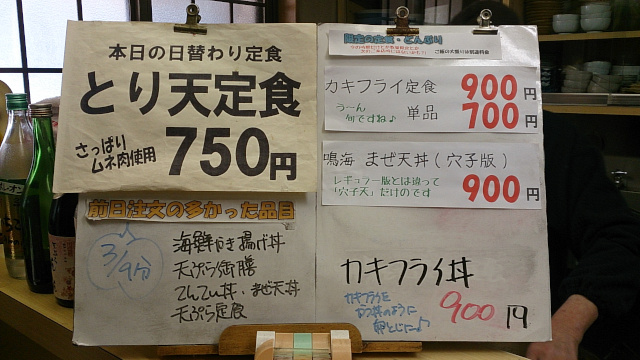 本日の日替わり定食
とり天定食
さっぱり
ムネ肉使用
750円
前日注文の多かった品目
3/9分
海鮮かき揚げ丼
天ぷら御膳
てんてい丼・まぜ天丼
天ぷら定食
カキフライ定食 900円
うーん
旬ですね♪
単品 700円
鳴海 まぜ天丼(穴子版)
レギュラー版とは違って
「穴子天」だけのです
900円
カキフライ丼
カキフライを
カツ丼のように
卵とじに♪
900 円